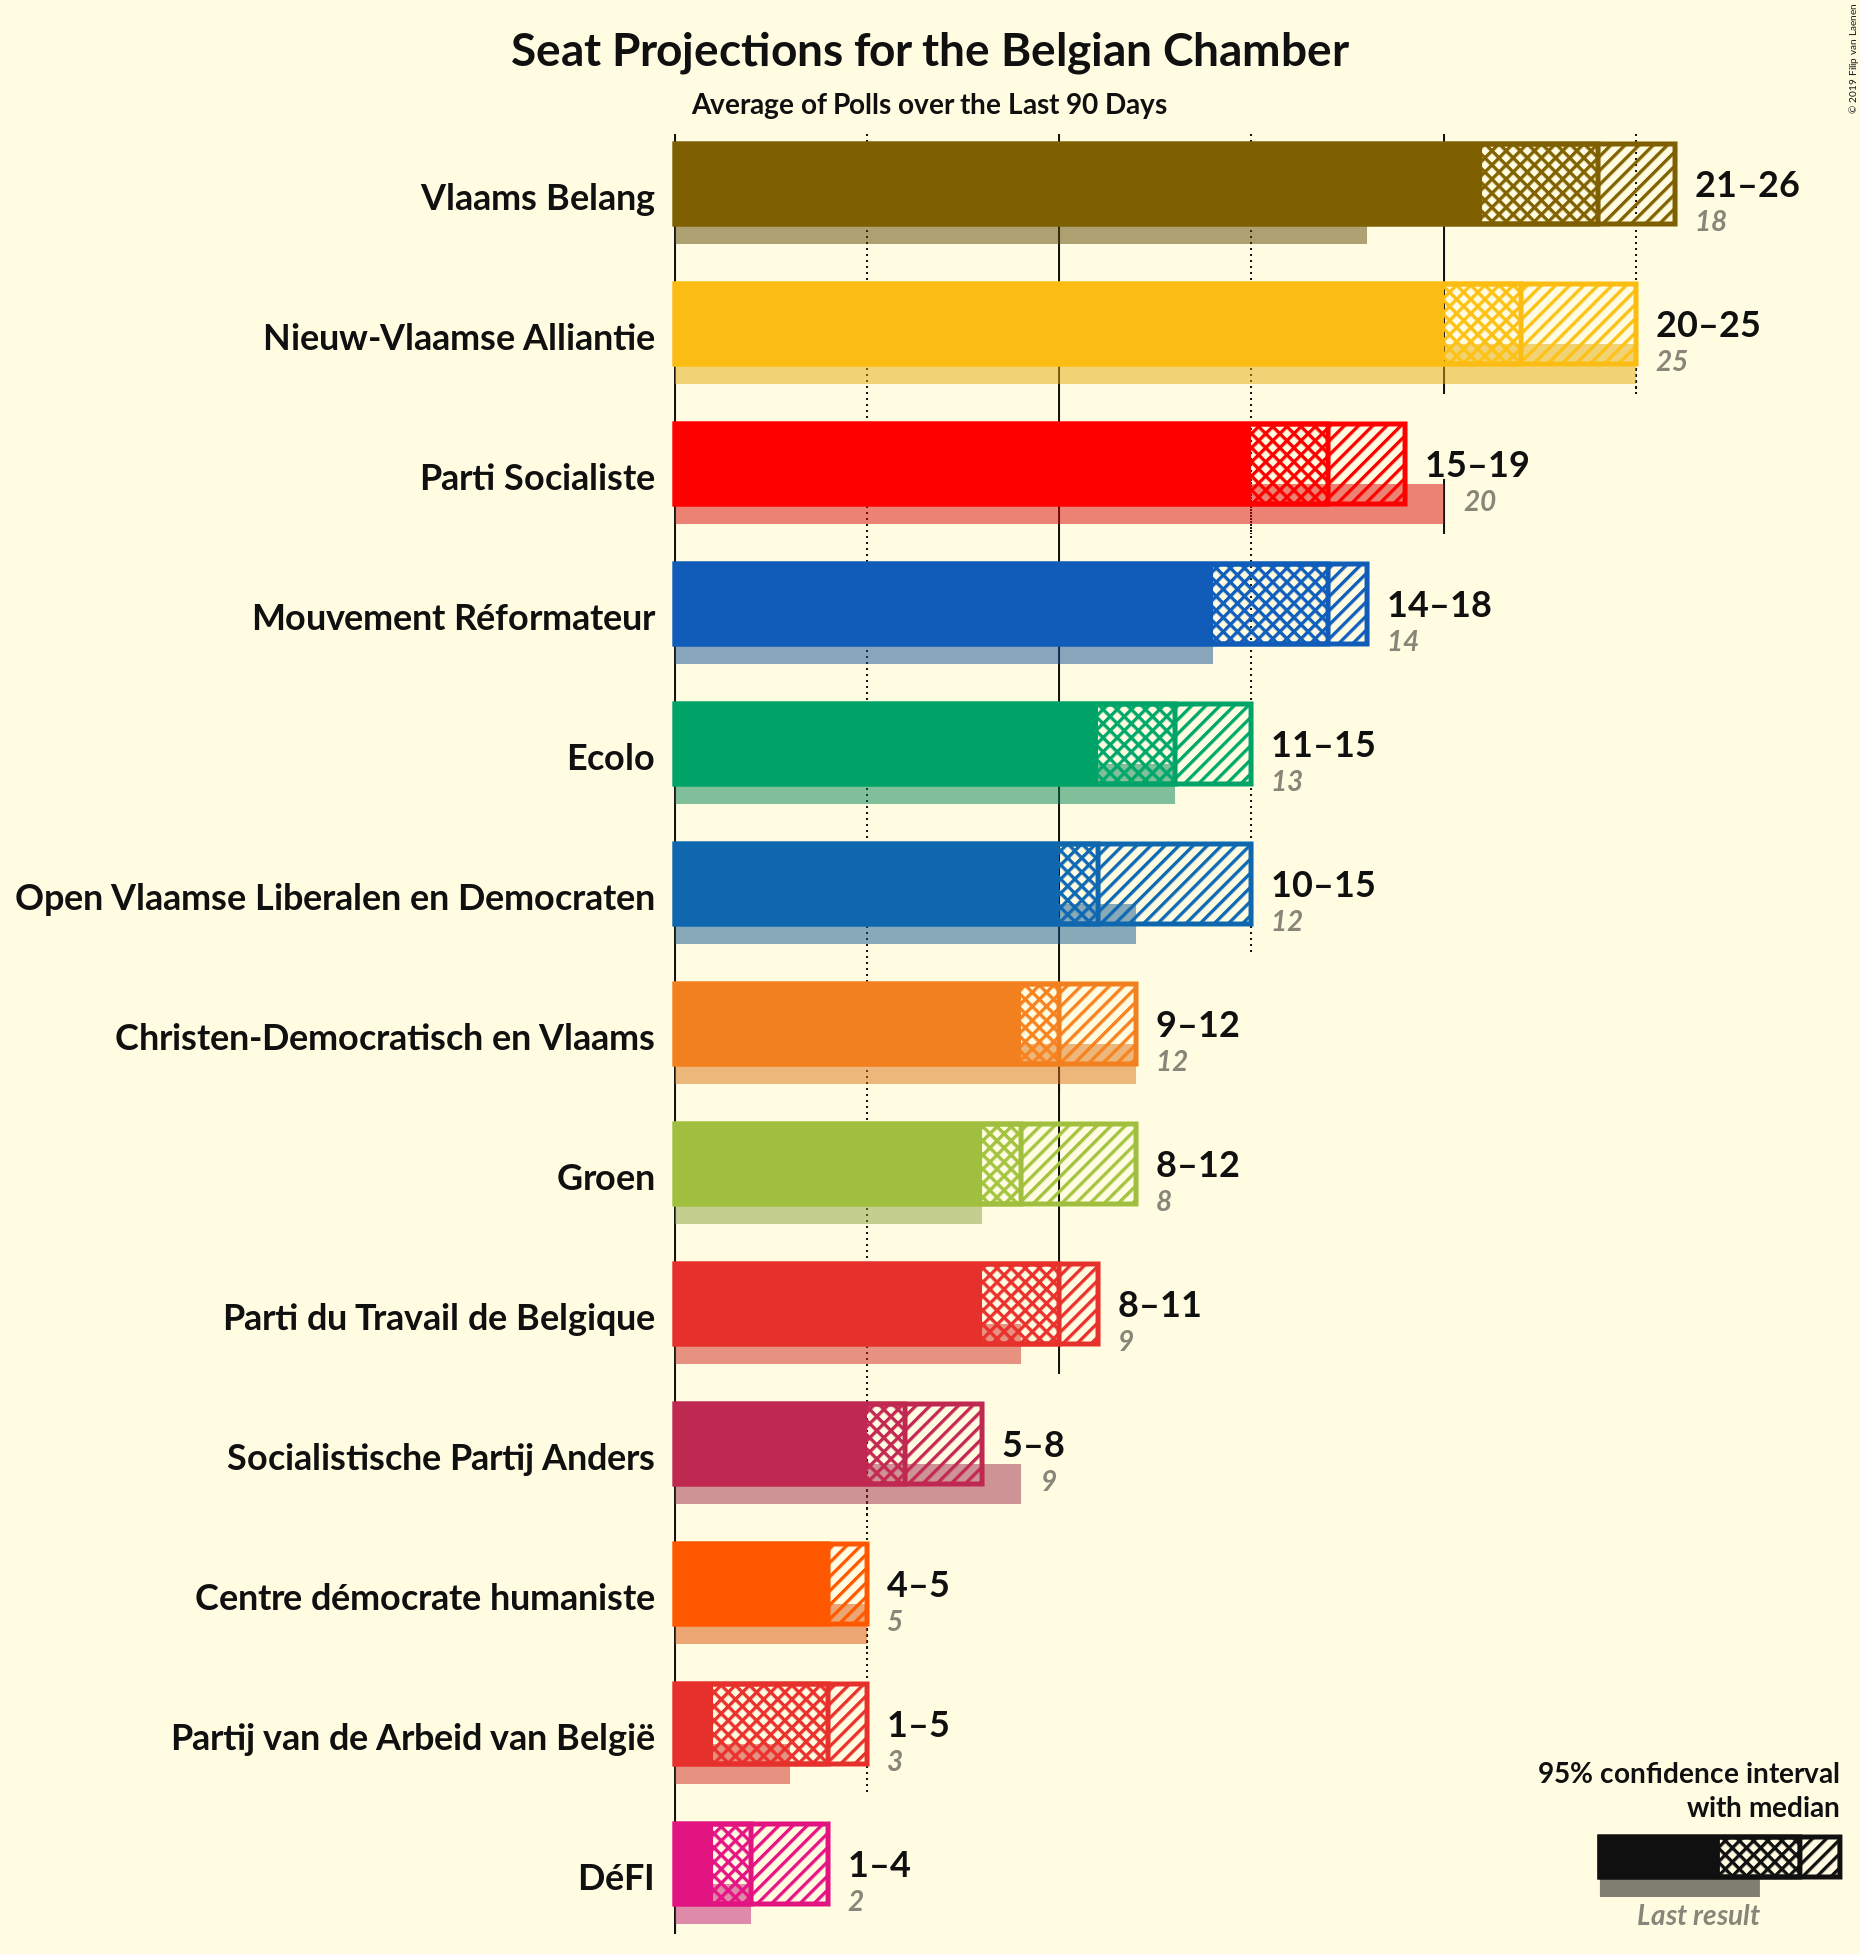 Seat Projections for the Belgian Chamber
Average of Polls over the Last 90 Days
© 2019 Filip van Laenen
Vlaams Belang
21–26
18
Nieuw-Vlaamse Alliantie
20–25
25
Parti Socialiste
15–19
20
Mouvement Réformateur
14–18
14
Ecolo
11–15
13
Open Vlaamse Liberalen en Democraten
10–15
12
Christen-Democratisch en Vlaams
9–12
12
Groen
8–12
8
Parti du Travail de Belgique
8–11
9
Socialistische Partij Anders
5–8
9
Centre démocrate humaniste
4–5
5
Partij van de Arbeid van België
1–5
3
DéFI
1–4
2
95% confidence interval
with median
Last result